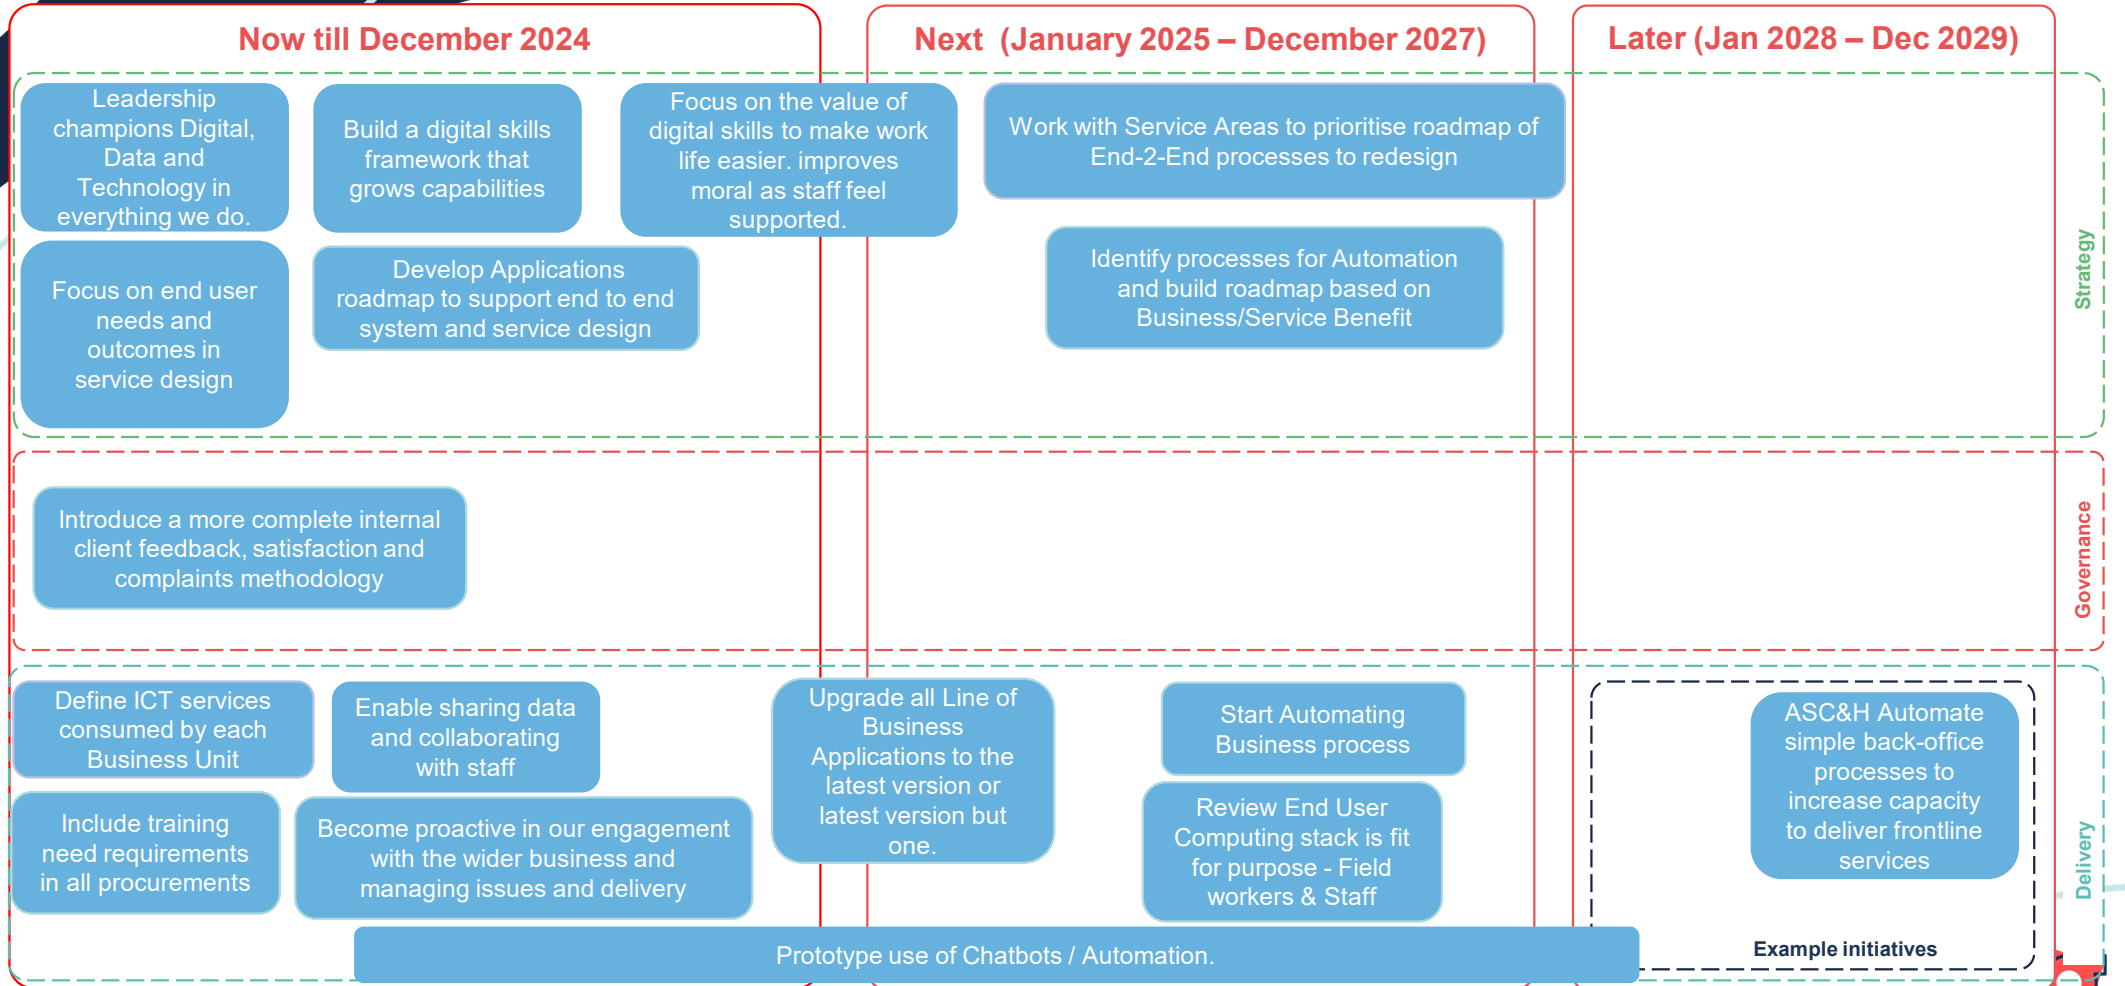 Now till December 2024
Next (January 2025 – December 2027)
Later (Jan 2028 – Dec 2029)
Leadership
champions Digital,
Data and
Technology in
everything we do.
Build a digital skills
framework that
grows capabilities
Focus on the value of
digital skills to make work
life easier. improves
moral as staff feel
supported.
Work with Service Areas to prioritise roadmap of
End-2-End processes to redesign
Focus on end user
needs and
outcomes in
service design
Develop Applications
roadmap to support end to end
system and service design
Identify processes for Automation
and build roadmap based on
Business/Service Benefit
Strategy
Introduce a more complete internal
client feedback, satisfaction and
complaints methodology
Governance
Define ICT services
consumed by each
Business Unit
Enable sharing data
and collaborating
with staff
Upgrade all Line of
Business
Applications to the
latest version or
latest version but
one.
Start Automating
Business process
ASC&H Automate
simple back-office
processes to
increase capacity
to deliver frontline
services
Include training
need requirements
in all procurements
Become proactive in our engagement
with the wider business and
managing issues and delivery
Review End User
Computing stack is fit
for purpose - Field
workers & Staff
Delivery
Prototype use of Chatbots / Automation.
Example initiatives